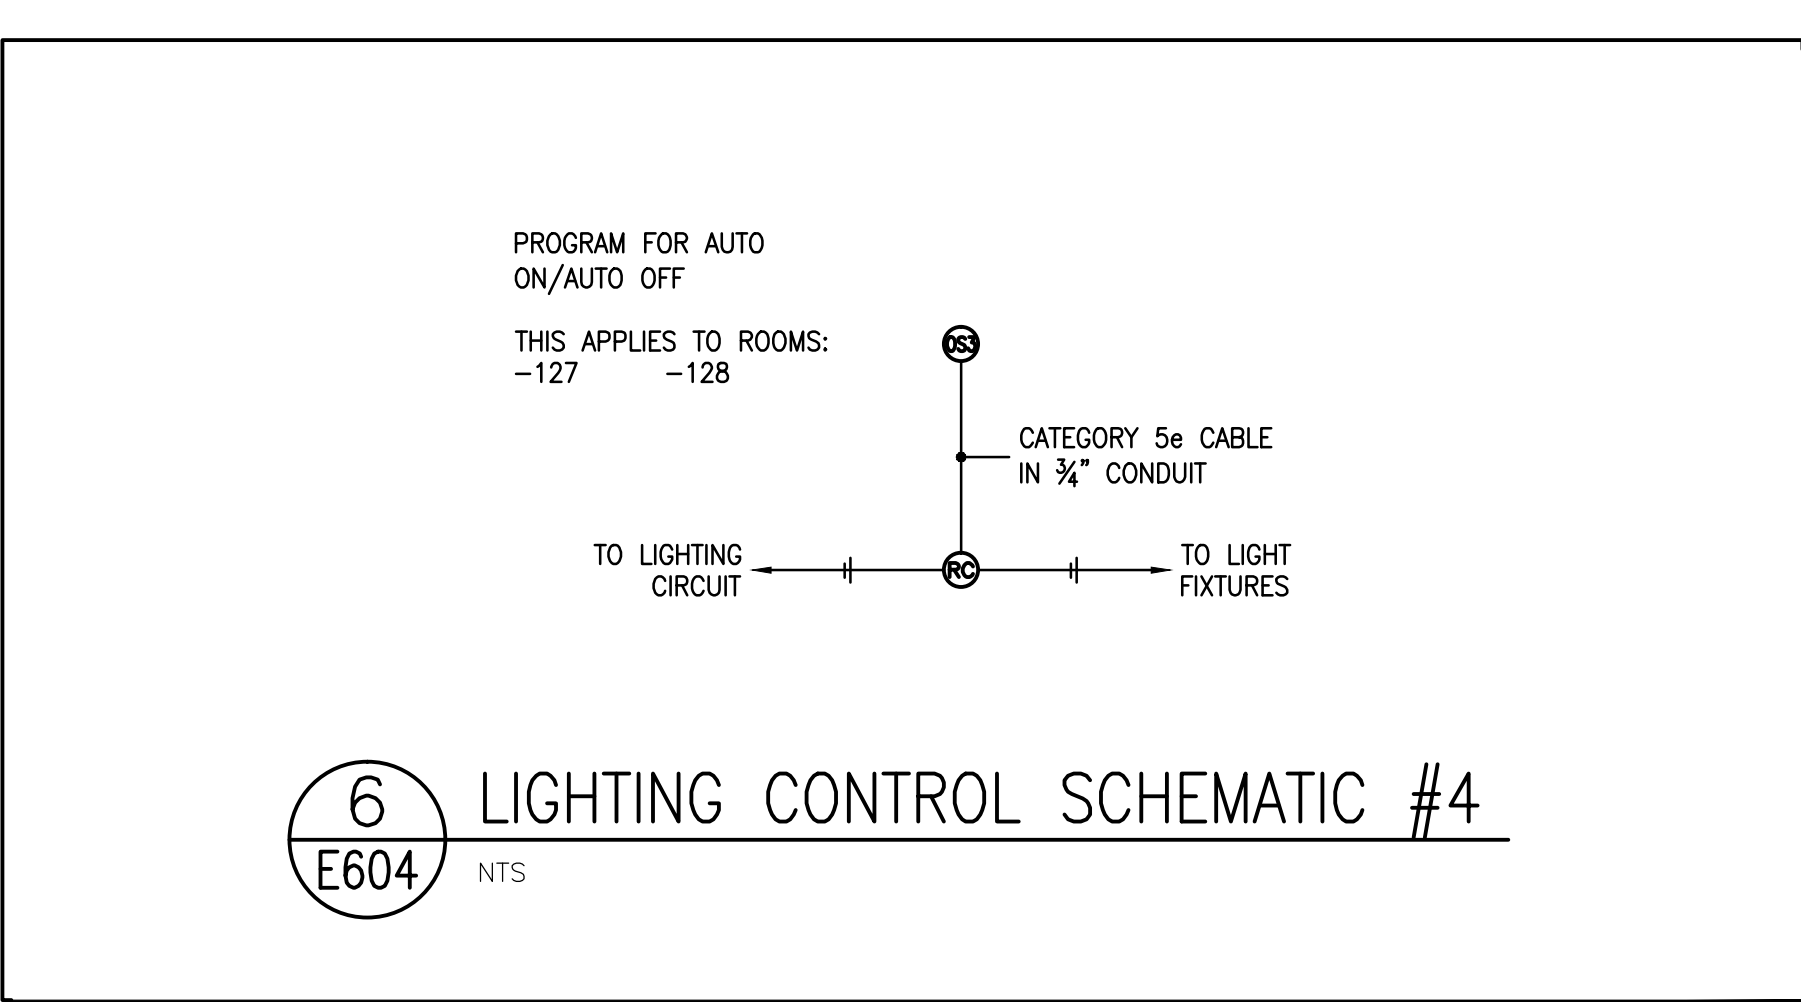 PROGRAM FOR AUTO
ON/AUTO OFF
THIS APPLIES TO ROOMS:
-127 -128
OS3
CATEGORY 5e CABLE
IN ¾" CONDUIT
TO LIGHTING
CIRCUIT
RC
TO LIGHT
FIXTURES
6
E604
LIGHTING CONTROL SCHEMATIC #4
NTS